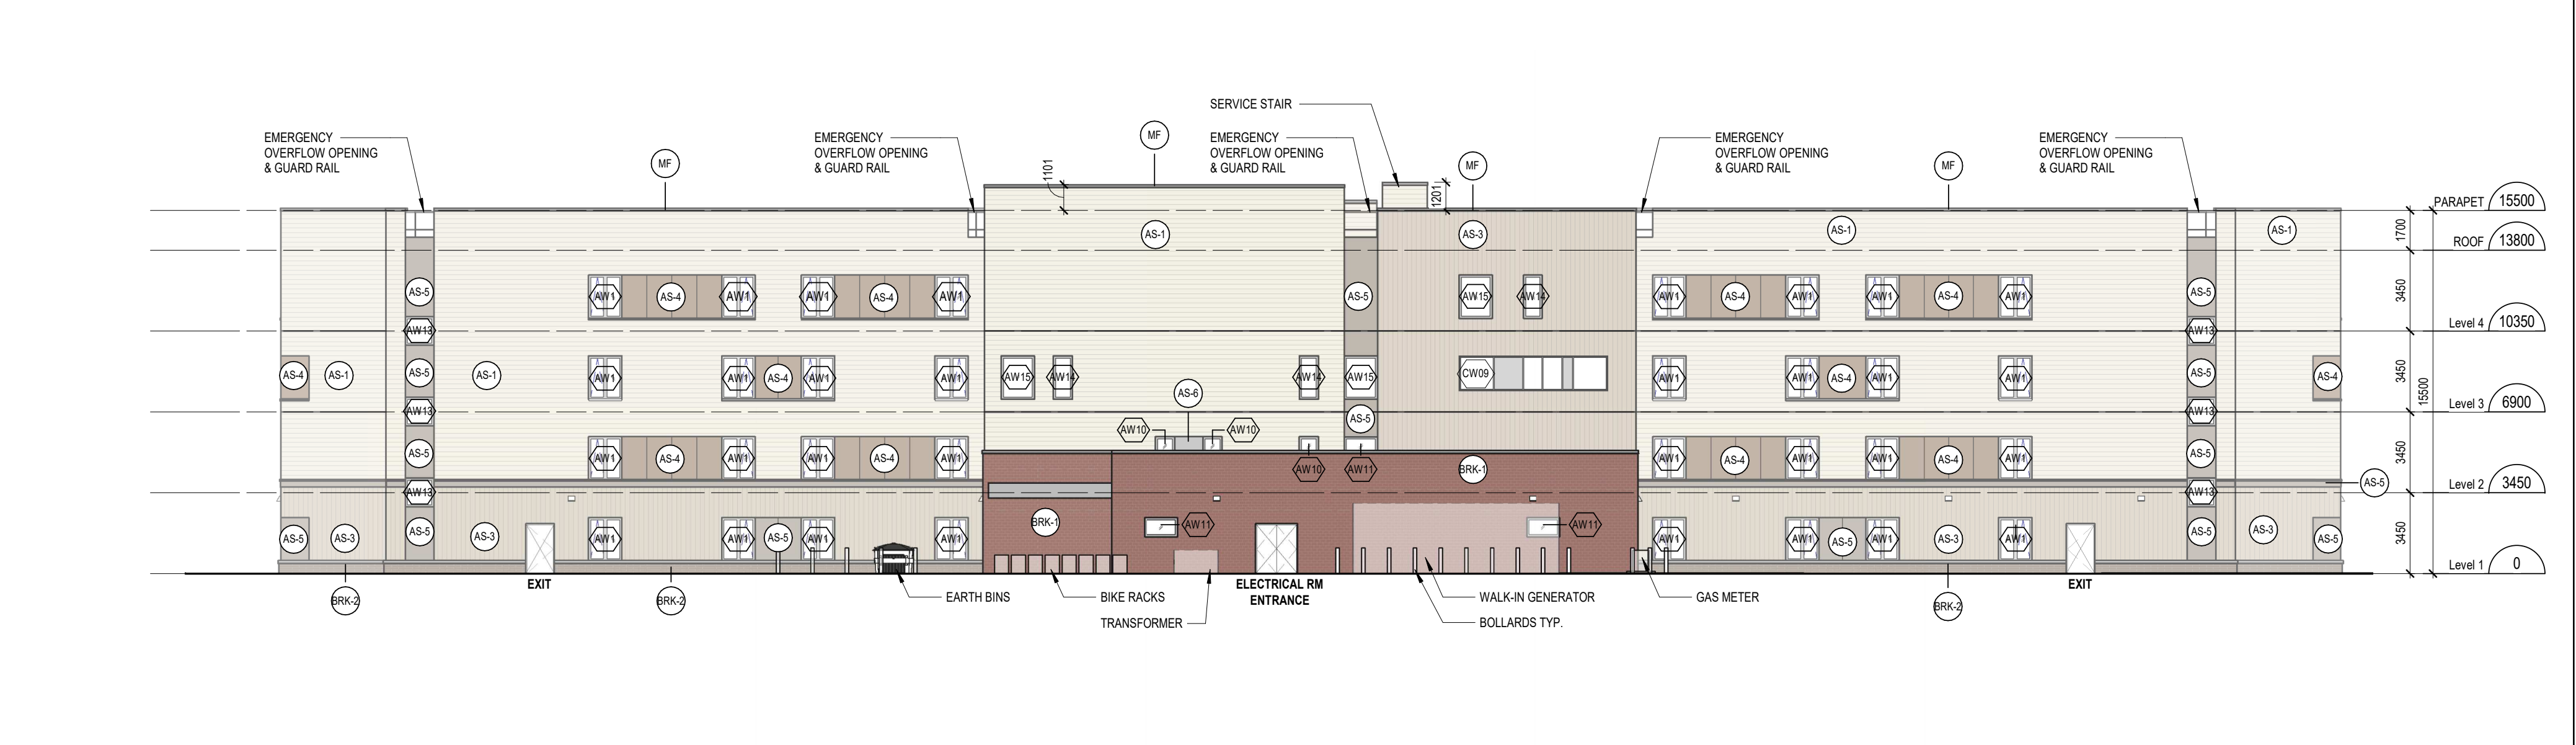 SERVICE STAIR
EMERGENCY
OVERFLOW OPENING
& GUARD RAIL
EMERGENCY
OVERFLOW OPENING
& GUARD RAIL
EMERGENCY
OVERFLOW OPENING
& GUARD RAIL
EMERGENCY
OVERFLOW OPENING
& GUARD RAIL
EMERGENCY
OVERFLOW OPENING
& GUARD RAIL
MF
MF
MF
MF
1101
1201
PARAPET 15500
1700
ROOF 13800
3450
Level 4 10350
3450
15500
Level 3 6900
3450
Level 2 3450
3450
Level 1 0
AS-1
AS-3
AS-1
AS-1
AS-5
AW1
AS-4
AW1
AW1
AS-4
AW1
AS-5
AW15
AW14
AW1
AS-4
AW1
AW1
AS-4
AW1
AS-5
AW13
AW13
AS-4
AS-1
AS-5
AS-1
AW1
AW1
AS-4
AW1
AW1
AW15
AW14
AW14
AW15
CW09
AW1
AW1
AS-4
AW1
AW1
AS-5
AS-4
AS-6
AW13
AS-5
AW13
AW10
AW10
AS-5
AW1
AS-4
AW1
AW1
AS-4
AW1
AW10
AW11
BRK-1
AW1
AS-4
AW1
AW1
AS-4
AW1
AS-5
AW13
AW13
AS-5
AS-5
AS-3
AS-5
AS-3
AW1
AW1
AS-5
AW1
AW1
BRK-1
AW11
AW11
AW1
AW1
AS-5
AW1
AS-3
AW1
AS-5
AS-3
AS-5
EXIT
ELECTRICAL RM
ENTRANCE
EXIT
BRK-2
BRK-2
EARTH BINS
BIKE RACKS
WALK-IN GENERATOR
GAS METER
BRK-2
TRANSFORMER
BOLLARDS TYP.